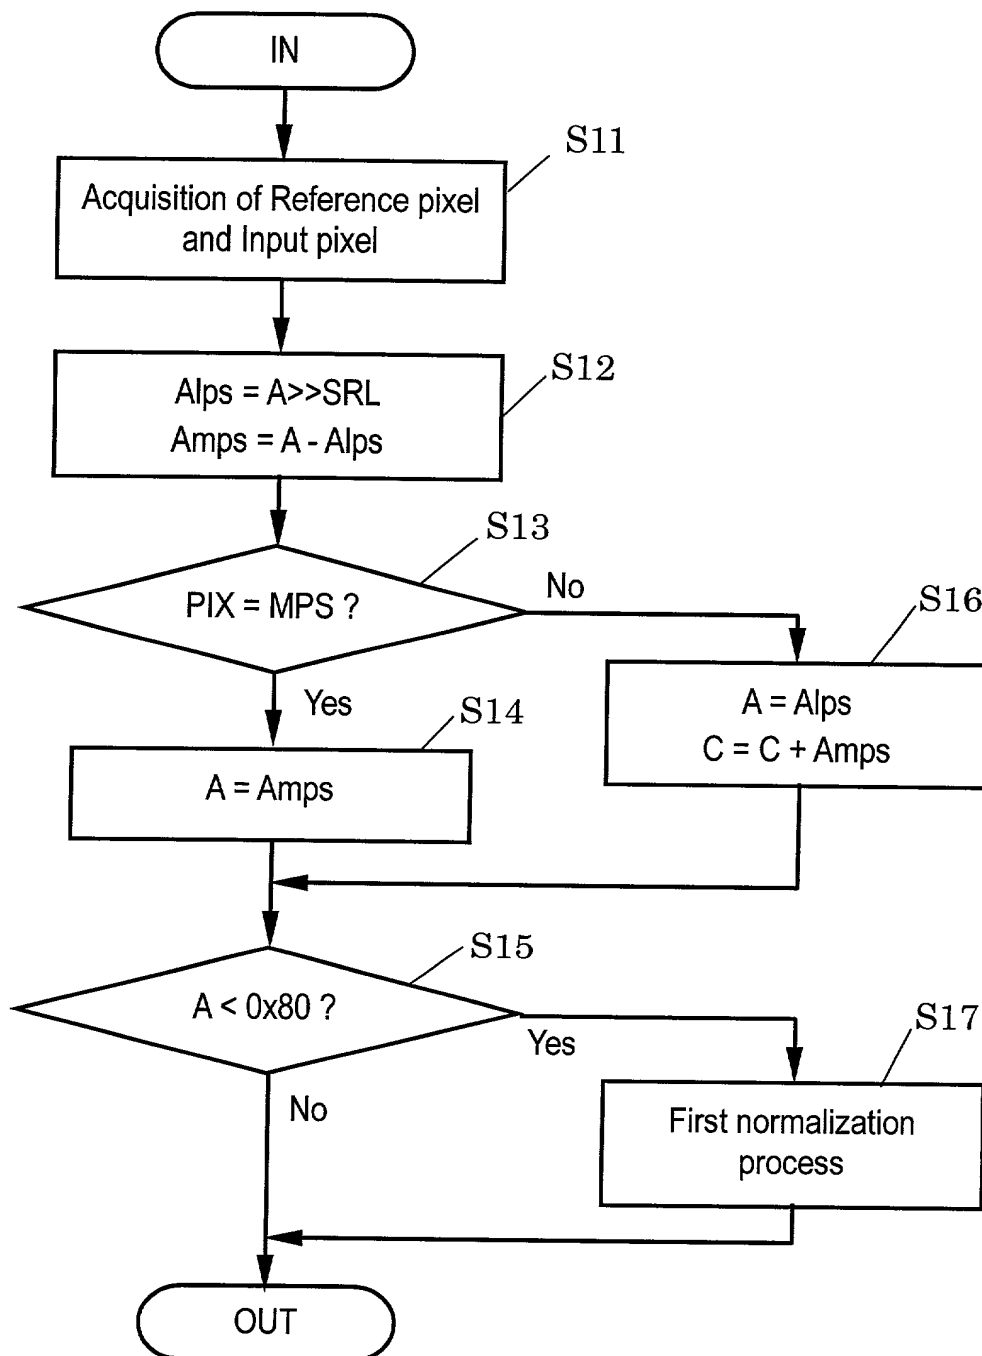 IN
S11
Acquisition of Reference pixel
and Input pixel
S12
Alps = A>>SRL
Amps = A - Alps
S13
PIX = MPS ?
No
S16
Yes
A = Alps
C = C + Amps
S14
A = Amps
S15
A < 0x80 ?
Yes
S17
No
First normalization
process
OUT